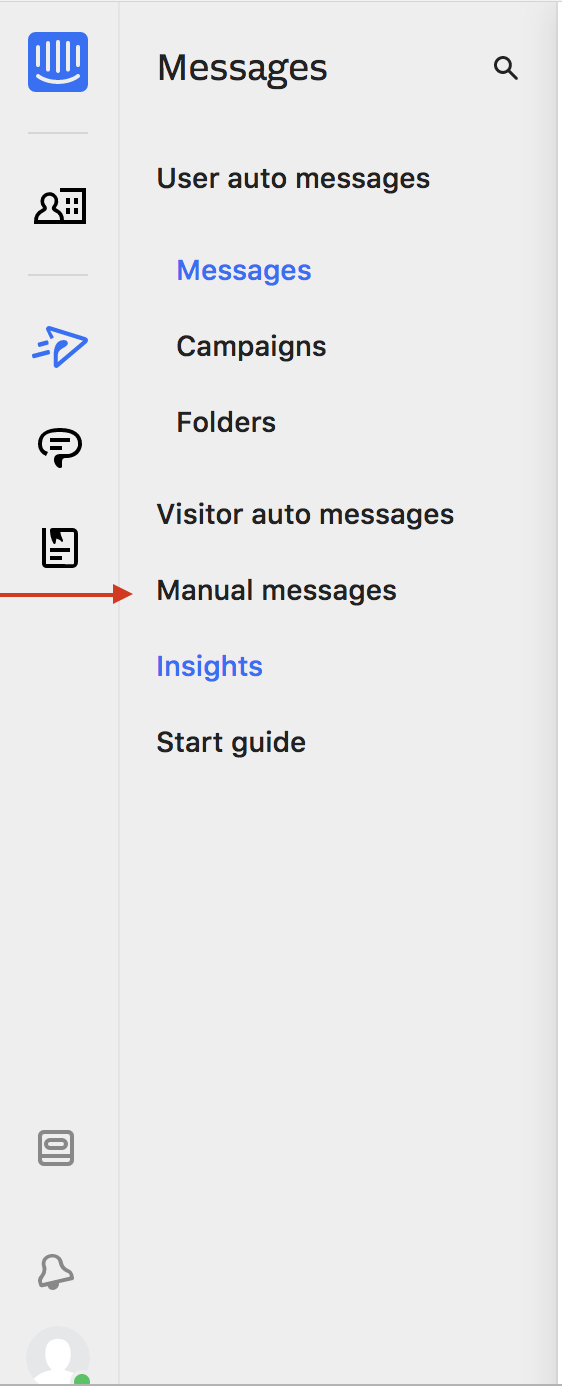 Messages
User auto messages
Messages
Campaigns
Folders
Visitor auto messages
Manual messages
Insights
Start guide